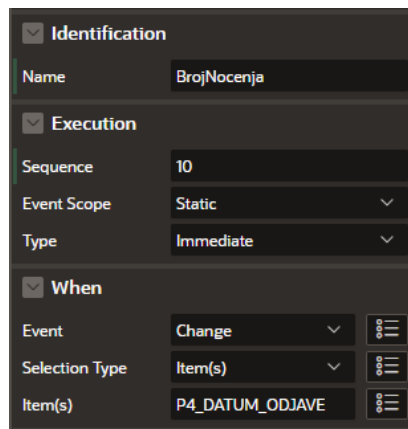 Identification
Name BrojNocenja
Execution
Sequence 10
Event Scope Static
Type Immediate
When
Event Change
Selection Type Item(s)
Item(s) P4_DATUM_ODJAVE